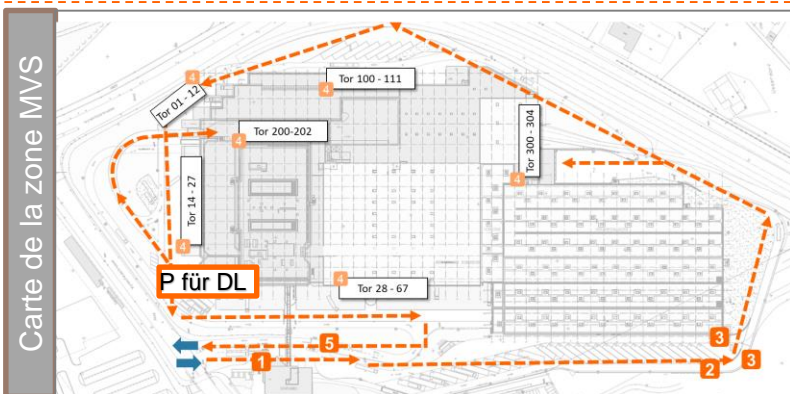 Carte de la zone MVS
4
Tor 01 - 12
Tor 100 - 111
4
Tor 200-202
4
Tor 300 - 304
4
Tor 14 - 27
4
P für DL
4
Tor 28 - 67
5
3
1
2
3